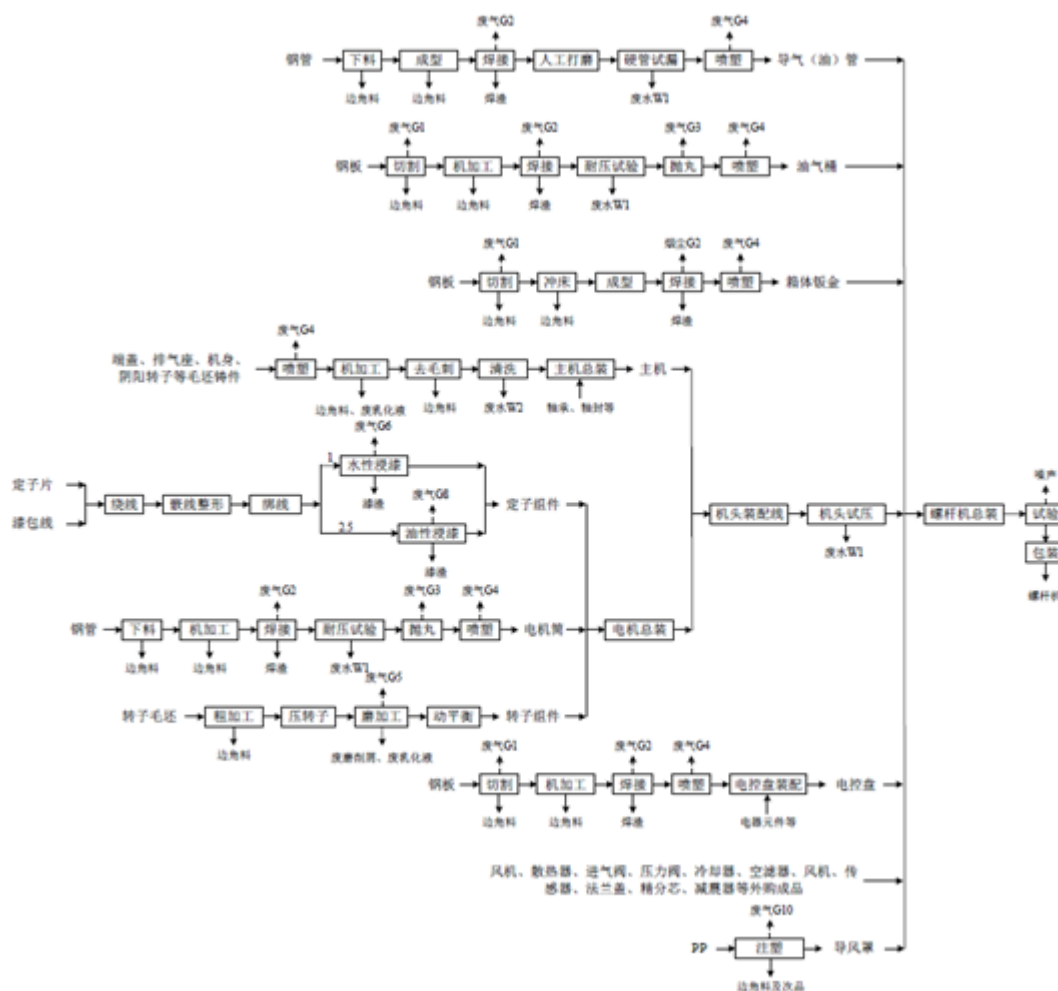 废气G2 废气G4
钢管 下料 成型 焊接 人工打磨 硬管试漏 喷塑 导气（油）管
边角料 边角料 焊渣 废水W1
废气G1 废气G2 废气G3 废气G4
钢板 切割 机加工 焊接 耐压试验 抛丸 喷塑 油气桶
边角料 边角料 焊渣 废水W1
废气G1 烟尘G2 废气G4
钢板 切割 冲床 成型 焊接 喷塑 箱体钣金
边角料 边角料 焊渣
废气G4
端盖、排气座、机身、
阴阳转子等毛坯铸件
喷塑 机加工 去毛刺 清洗 主机总装 主机
边角料、废乳化液 边角料 废水W2 轴承、轴封等
废气G6
1 水性浸漆
漆渣
定子片
漆包线
绕线 嵌线整形 绑线
废气G8
25 油性浸漆
漆渣
定子组件
机头装配线 机头试压 螺杆机总装 试验
废水W1
噪声
包装
螺杆机
废气G2 废气G3 废气G4
钢管 下料 机加工 焊接 耐压试验 抛丸 喷塑 电机筒 电机总装
边角料 边角料 焊渣 废水W1
废气G5
转子毛坯 粗加工 压转子 磨加工 动平衡 转子组件
边角料 废磨削屑、废乳化液
废气G1 废气G2 废气G4
钢板 切割 机加工 焊接 喷塑 电控盘装配 电控盘
边角料 边角料 焊渣 电器元件等
风机、散热器、进气阀、压力阀、冷却器、空滤器、风机、传
感器、法兰盖、精分芯、减震器等外购成品
废气G10
PP 注塑 导风罩
边角料及次品